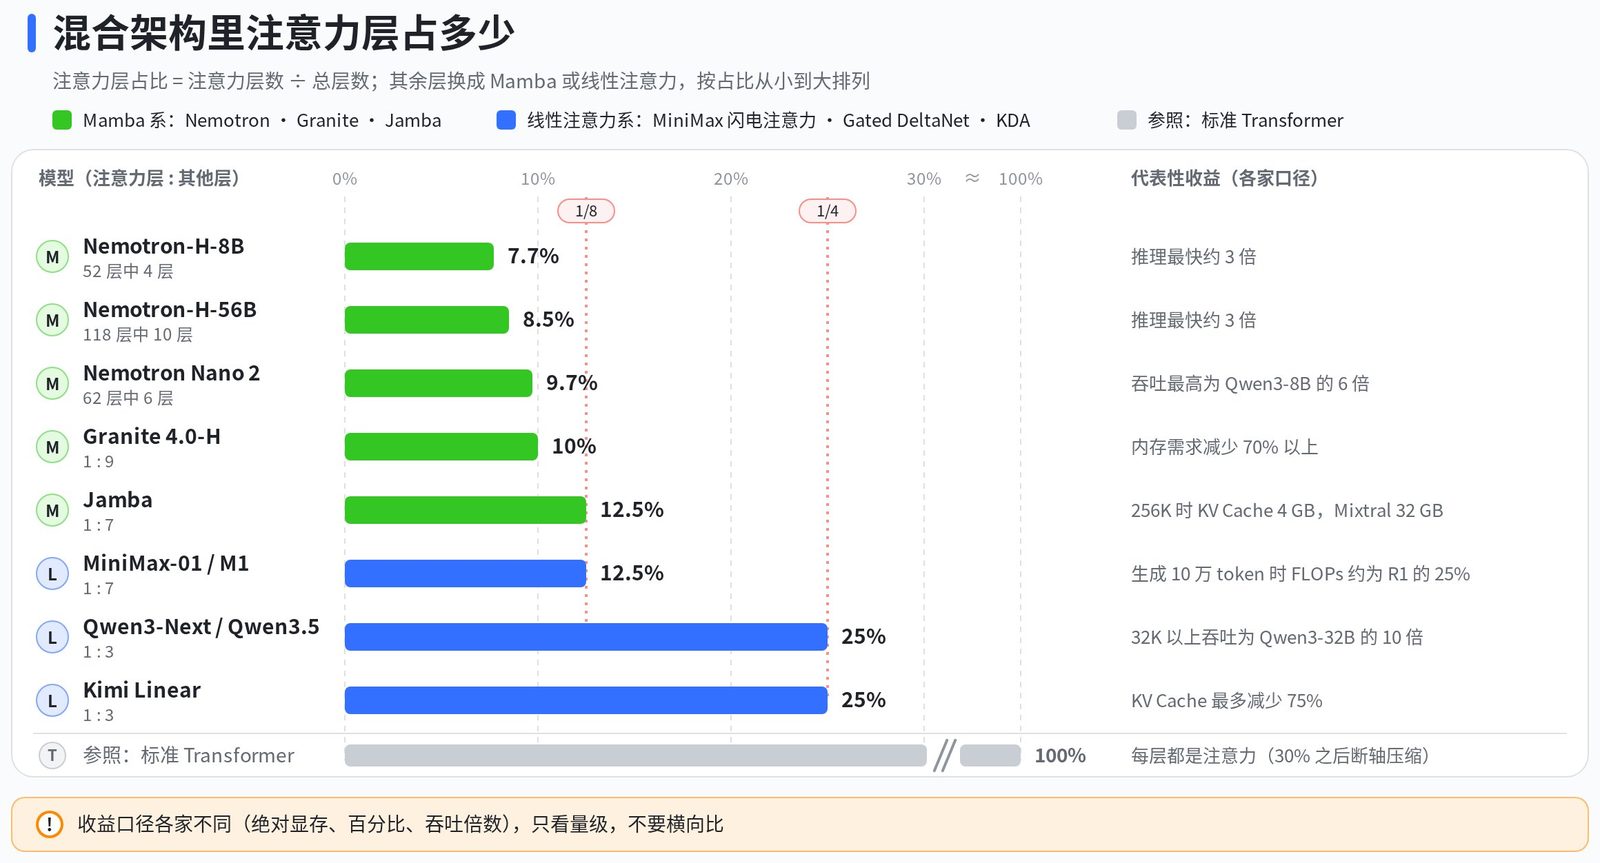 混合架构里注意力层占多少
注意力层占比 = 注意力层数 ÷ 总层数；其余层换成 Mamba 或线性注意力，按占比从小到大排列
Mamba 系：Nemotron · Granite · Jamba
线性注意力系：MiniMax 闪电注意力 · Gated DeltaNet · KDA
参照：标准 Transformer
模型（注意力层 : 其他层）
0%
10%
20%
30%
≈
100%
代表性收益（各家口径）
1/8
1/4
M
Nemotron-H-8B
52 层中 4 层
7.7%
推理最快约 3 倍
M
Nemotron-H-56B
118 层中 10 层
8.5%
推理最快约 3 倍
M
Nemotron Nano 2
62 层中 6 层
9.7%
吞吐最高为 Qwen3-8B 的 6 倍
M
Granite 4.0-H
1 : 9
10%
内存需求减少 70% 以上
M
Jamba
1 : 7
12.5%
256K 时 KV Cache 4 GB，Mixtral 32 GB
L
MiniMax-01 / M1
1 : 7
12.5%
生成 10 万 token 时 FLOPs 约为 R1 的 25%
L
Qwen3-Next / Qwen3.5
1 : 3
25%
32K 以上吞吐为 Qwen3-32B 的 10 倍
L
Kimi Linear
1 : 3
25%
KV Cache 最多减少 75%
T
参照：标准 Transformer
100%
每层都是注意力（30% 之后断轴压缩）
!
收益口径各家不同（绝对显存、百分比、吞吐倍数），只看量级，不要横向比